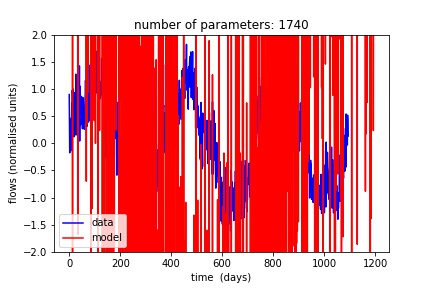 number of parameters: 1740
flows (normalised units)
2.0
1.5
1.0
0.5
0.0
−0.5
−1.0
−1.5
−2.0
data
model
0 200 400 600 800 1000 1200
time (days)